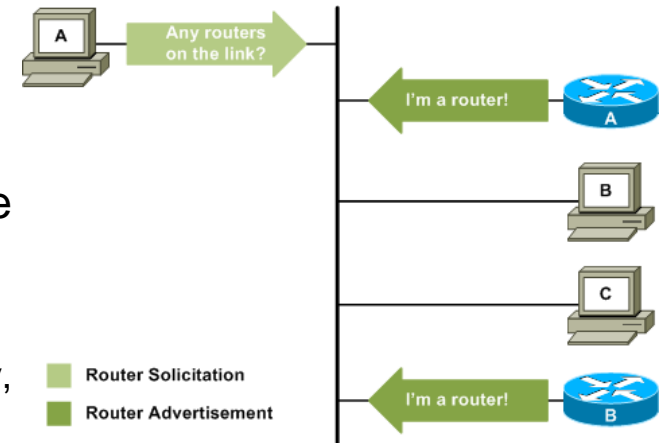 A
Any routers
on the link?
I'm a router!
A
B
e
C
Router Solicitation
Router Advertisement
I'm a router!
B